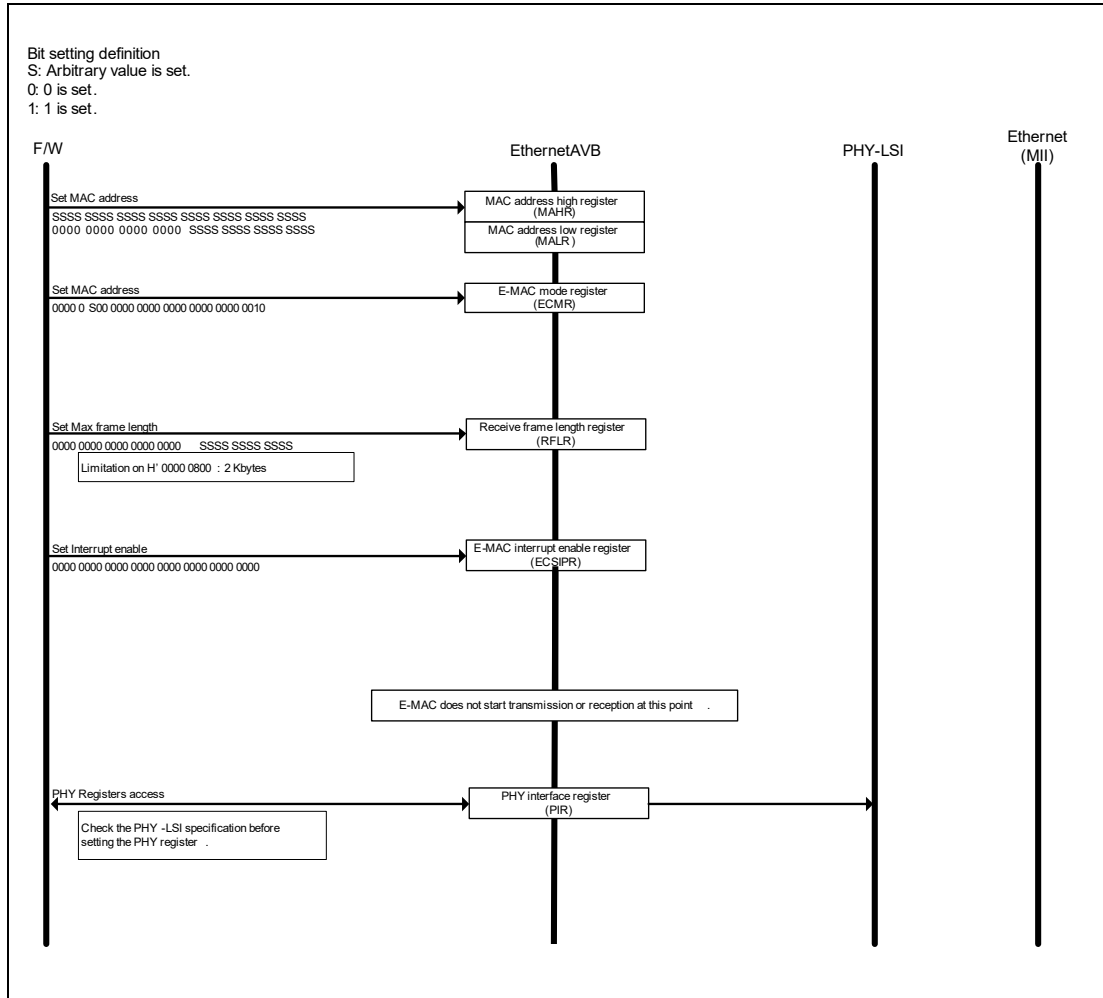 Bit setting definition
S: Arbitrary value is set.
0: 0 is set.
1: 1 is set.
F/W
EthernetAVB
PHY-LSI
Ethernet
(MII)
Set MAC address
SSSS SSSS SSSS SSSS SSSS SSSS SSSS SSSS
0000 0000 0000 0000 SSSS SSSS SSSS SSSS
MAC address high register
(MAHR)
MAC address low register
(MALR)
Set MAC address
0000 0 S00 0000 0000 0000 0000 0000 0010
E-MAC mode register
(ECMR)
Set Max frame length
0000 0000 0000 0000 0000 SSSS SSSS SSSS
Limitation on H' 0000 0800 : 2 Kbytes
Receive frame length register
(RFLR)
Set Interrupt enable
0000 0000 0000 0000 0000 0000 0000 0000
E-MAC interrupt enable register
(ECSIPR)
E-MAC does not start transmission or reception at this point .
PHY Registers access
PHY interface register
(PIR)
Check the PHY -LSI specification before
setting the PHY register .